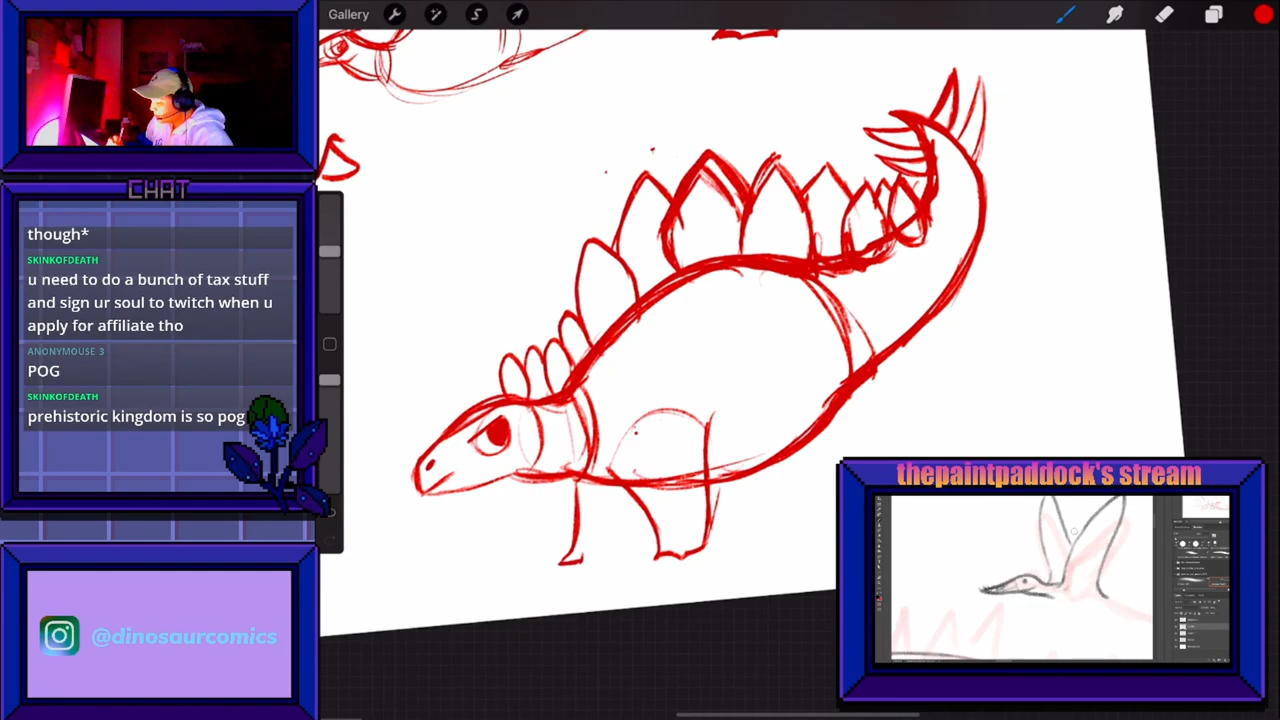 Gallery
CHAT
though*
SKINKOFDEATH
u need to do a bunch of tax stuff
and sign ur soul to twitch when u
apply for affiliate tho
ANONYMOUSE 3
POG
SKINKOFDEATH
prehistoric kingdom is so pog
@dinosaurcomics
thepaintpaddock's stream